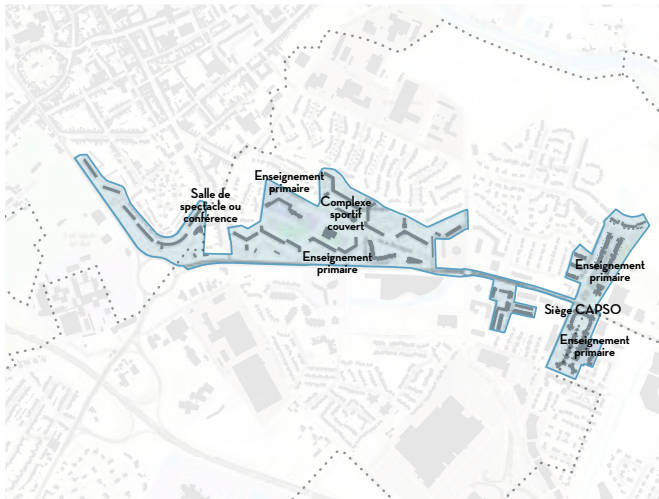 Enseignement
primaire
Salle de
spectacle ou
conférence
Complexe
sportif
couvert
Enseignement
primaire
Enseignement
primaire
Siège CAPSO
Enseignement
primaire